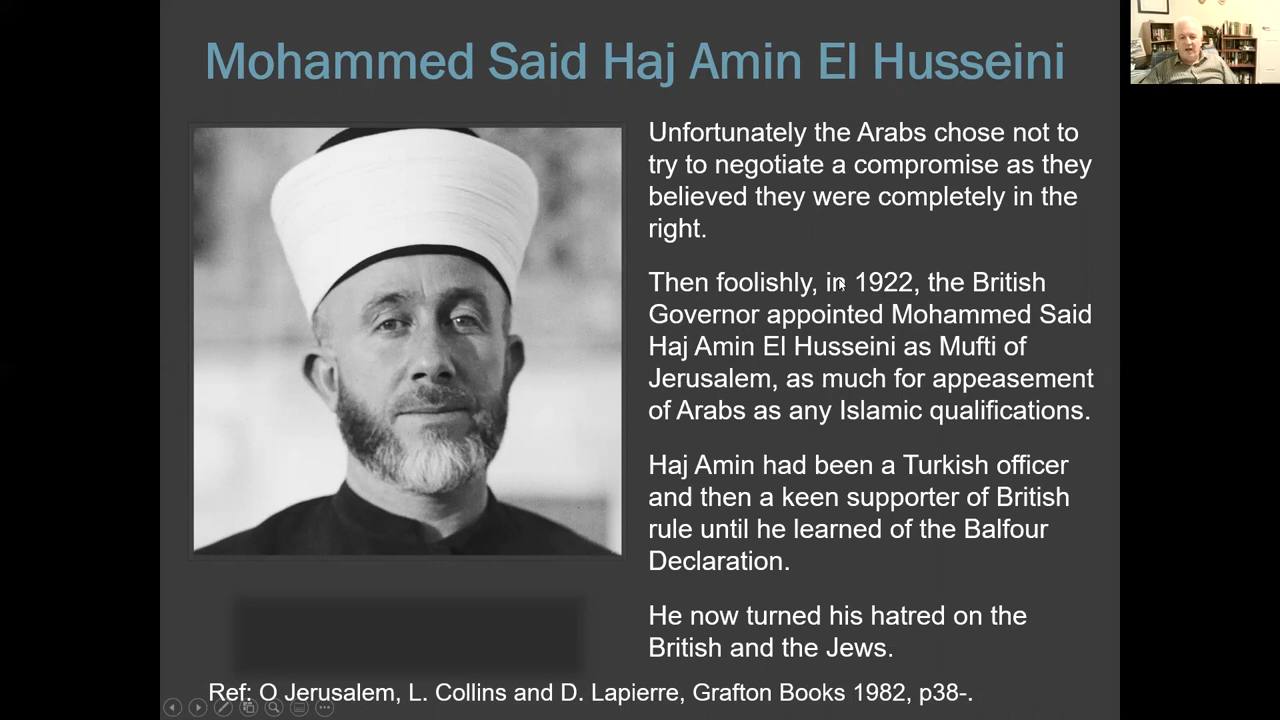 Mohammed Said Haj Amin El Husseini
Unfortunately the Arabs chose not to
try to negotiate a compromise as they
believed they were completely in the
right.
Then foolishly, in 1922, the British
Governor appointed Mohammed Said
Haj Amin El Husseini as Mufti of
Jerusalem, as much for appeasement
of Arabs as any Islamic qualifications.
Haj Amin had been a Turkish officer
and then a keen supporter of British
rule until he learned of the Balfour
Declaration.
He now turned his hatred on the
British and the Jews.
Ref: O Jerusalem, L. Collins and D. Lapierre, Grafton Books 1982, p38-.